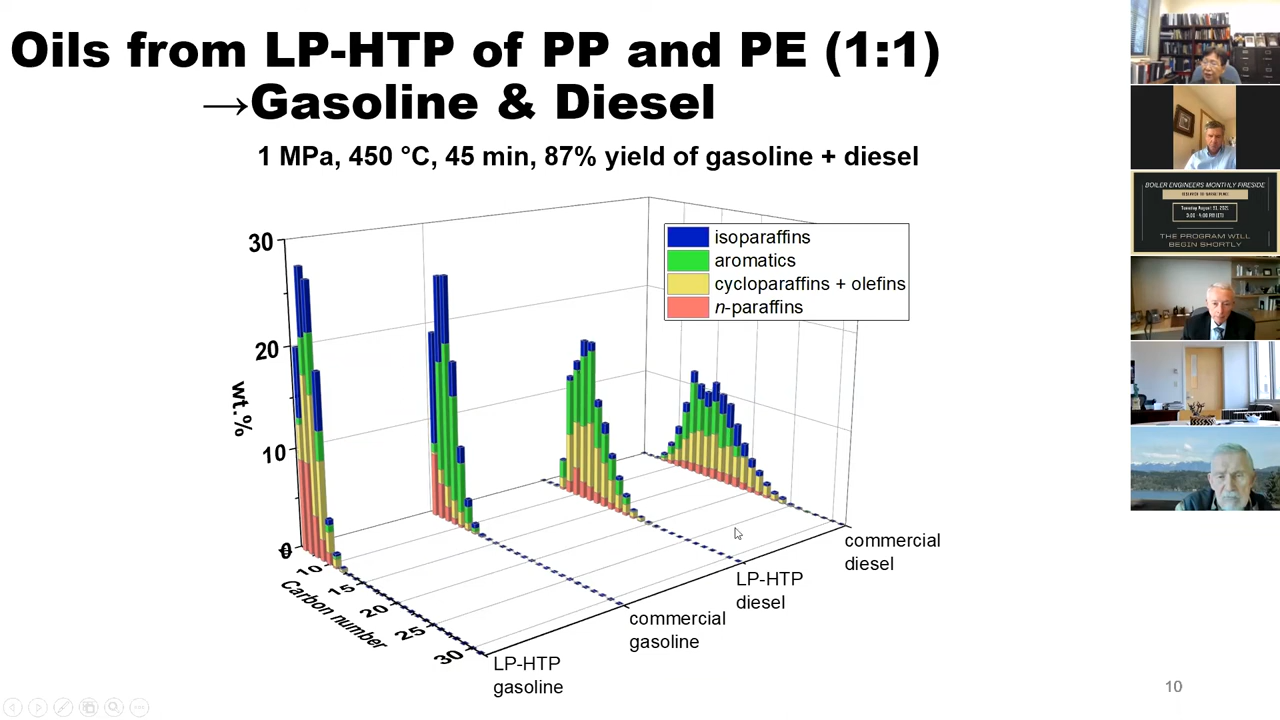 Oils from LP-HTP of PP and PE (1:1)
→Gasoline & Diesel
1 MPa, 450 °C, 45 min, 87% yield of gasoline + diesel
isoparaffins
aromatics
cycloparaffins + olefins
n-paraffins
30
20
10
0
wt.%
10
15
20
25
30
Carbon number
LP-HTP
gasoline
commercial
gasoline
LP-HTP
diesel
commercial
diesel
10
BOILER ENGINEERS MONTHLY FIRESIDE
THE PROGRAM WILL
BEGIN SHORTLY